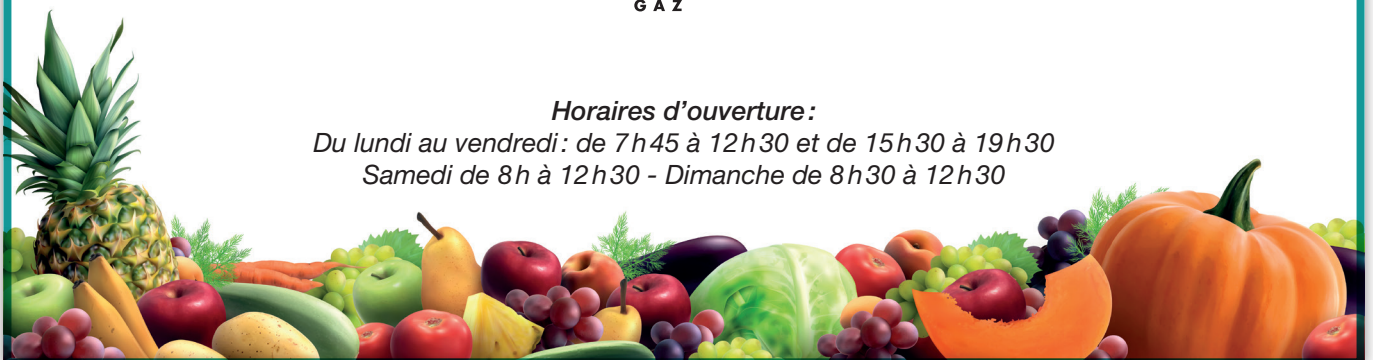 GAZ
Horaires d’ouverture :
Du lundi au vendredi : de 7h45 à 12h30 et de 15h30 à 19h30
Samedi de 8h à 12h30 - Dimanche de 8h30 à 12h30